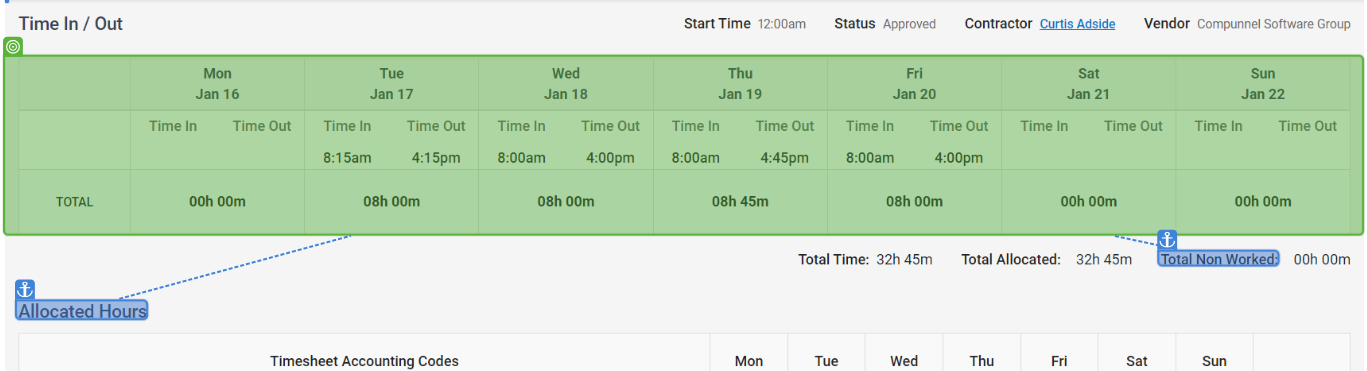 Time In / Out Start Time 12:00am Status Approved Contractor Curtis Adside Vendor Compunnel Software Group
Mon Tue Wed Thu Fri Sat Sun
Jan 16 Jan 17 Jan 18 Jan 19 Jan 20 Jan 21 Jan 22
Time In Time Out Time In Time Out Time In Time Out Time In Time Out Time In Time Out Time In Time Out Time In Time Out
8:15am 4:15pm 8:00am 4:00pm 8:00am 4:45pm 8:00am 4:00pm
TOTAL 00h 00m 08h 00m 08h 00m 08h 45m 08h 00m 00h 00m 00h 00m
Total Time: 32h 45m Total Allocated: 32h 45m Total Non Worked: 00h 00m
Allocated Hours
Timesheet Accounting Codes Mon Tue Wed Thu Fri Sat Sun